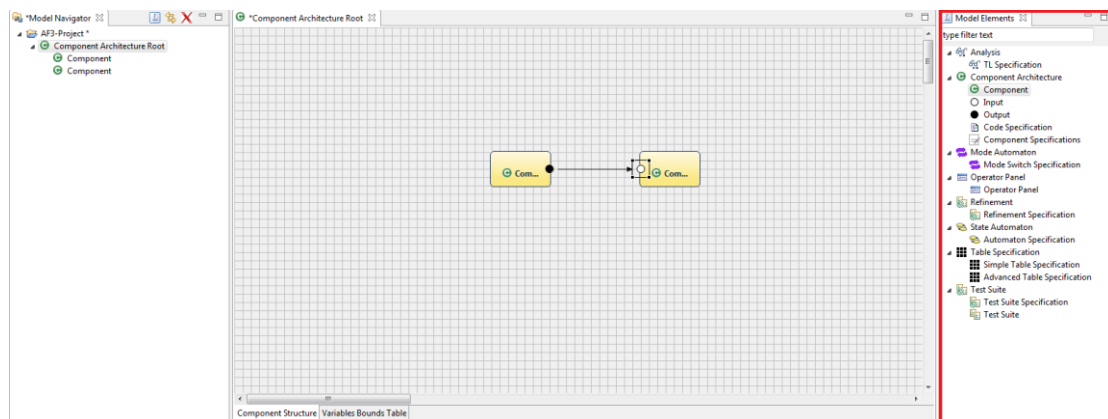 *Model Navigator
AF3-Project *
Component Architecture Root
Component
Component
*Component Architecture Root
Com...
Com...
Component Structure
Variables Bounds Table
Model Elements
type filter text
Analysis
TL Specification
Component Architecture
Component
Input
Output
Code Specification
Component Specifications
Mode Automaton
Mode Switch Specification
Operator Panel
Operator Panel
Refinement
Refinement Specification
State Automaton
Automaton Specification
Table Specification
Simple Table Specification
Advanced Table Specification
Test Suite
Test Suite Specification
Test Suite